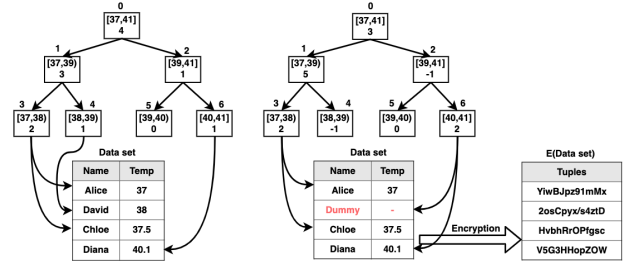 0
[37,41]
4
1
[37,39)
3
2
[39,41]
1
3
[37,38)
2
4
[38,39)
1
5
[39,40)
0
6
[40,41]
1
Data set
Name Temp
Alice 37
David 38
Chloe 37.5
Diana 40.1
0
[37,41]
3
1
[37,39)
5
2
[39,41]
-1
3
[37,38)
2
4
[38,39)
-1
5
[39,40)
0
6
[40,41]
2
Data set
Name Temp
Alice 37
Dummy -
Chloe 37.5
Diana 40.1
Encryption
E(Data set)
Tuples
YiwBJpz91mMx
2osCpyx/s4ztD
HvbhRrOPfgsc
V5G3HHopZOW